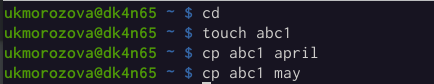 ukmorozova@dk4n65 ~ $ cd
ukmorozova@dk4n65 ~ $ touch abc1
ukmorozova@dk4n65 ~ $ cp abc1 april
ukmorozova@dk4n65 ~ $ cp abc1 may